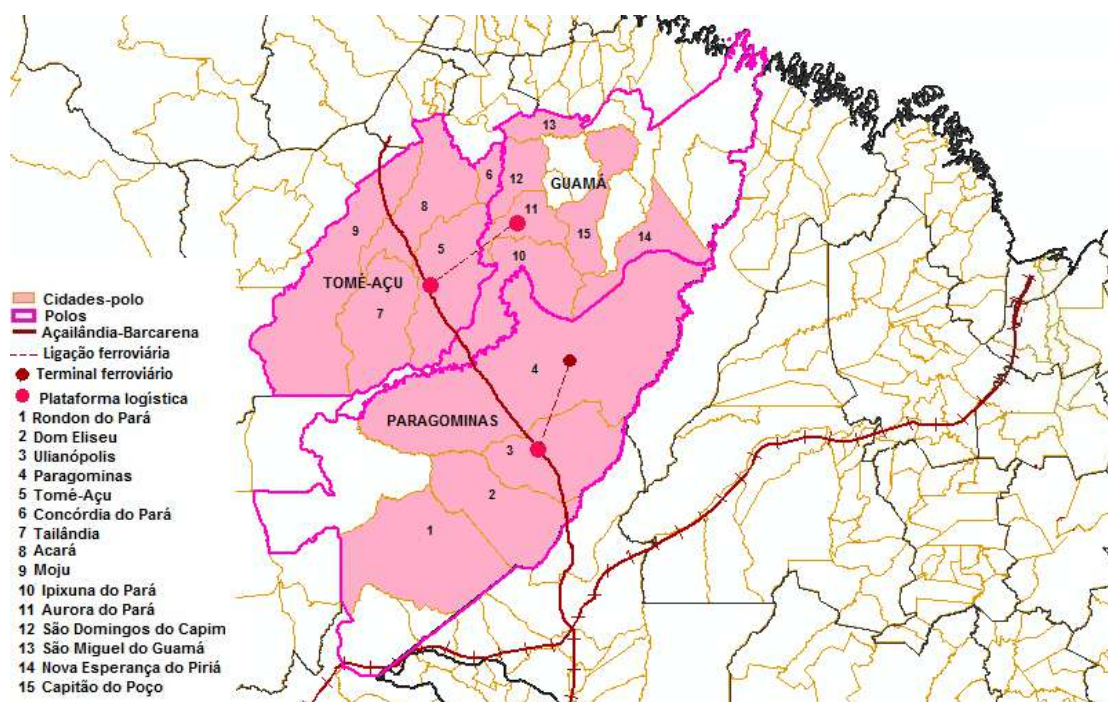 13
6
12
GUAMÁ
8
11
9
5
15
14
10
TOMÉ-AÇU
7
4
PARAGOMINAS
3
2
1
Cidades-polo
Polos
Açailândia-Barcarena
Ligação ferroviária
Terminal ferroviário
Plataforma logística
1 Rondon do Pará
2 Dom Eliseu
3 Ulianópolis
4 Paragominas
5 Tomé-Açu
6 Concórdia do Pará
7 Tailândia
8 Acará
9 Moju
10 Ipixuna do Pará
11 Aurora do Pará
12 São Domingos do Capim
13 São Miguel do Guamá
14 Nova Esperança do Piriá
15 Capitão do Poço